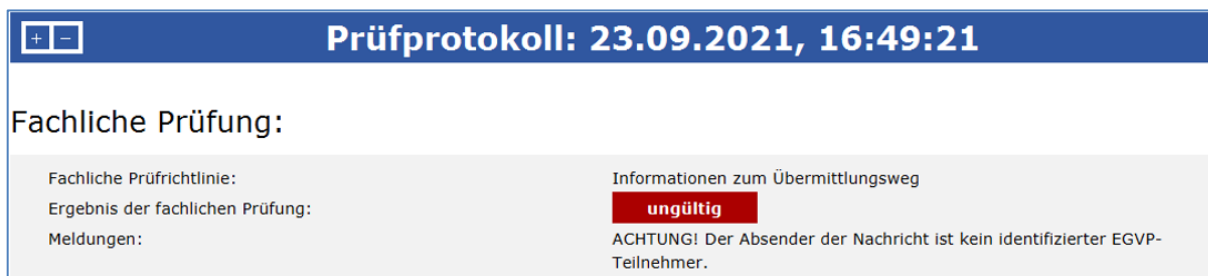 + - Prüfprotokoll: 23.09.2021, 16:49:21
Fachliche Prüfung:
Fachliche Prüfrichtlinie: Informationen zum Übermittlungsweg
Ergebnis der fachlichen Prüfung: ungültig
Meldungen: ACHTUNG! Der Absender der Nachricht ist kein identifizierter EGVP-
Teilnehmer.